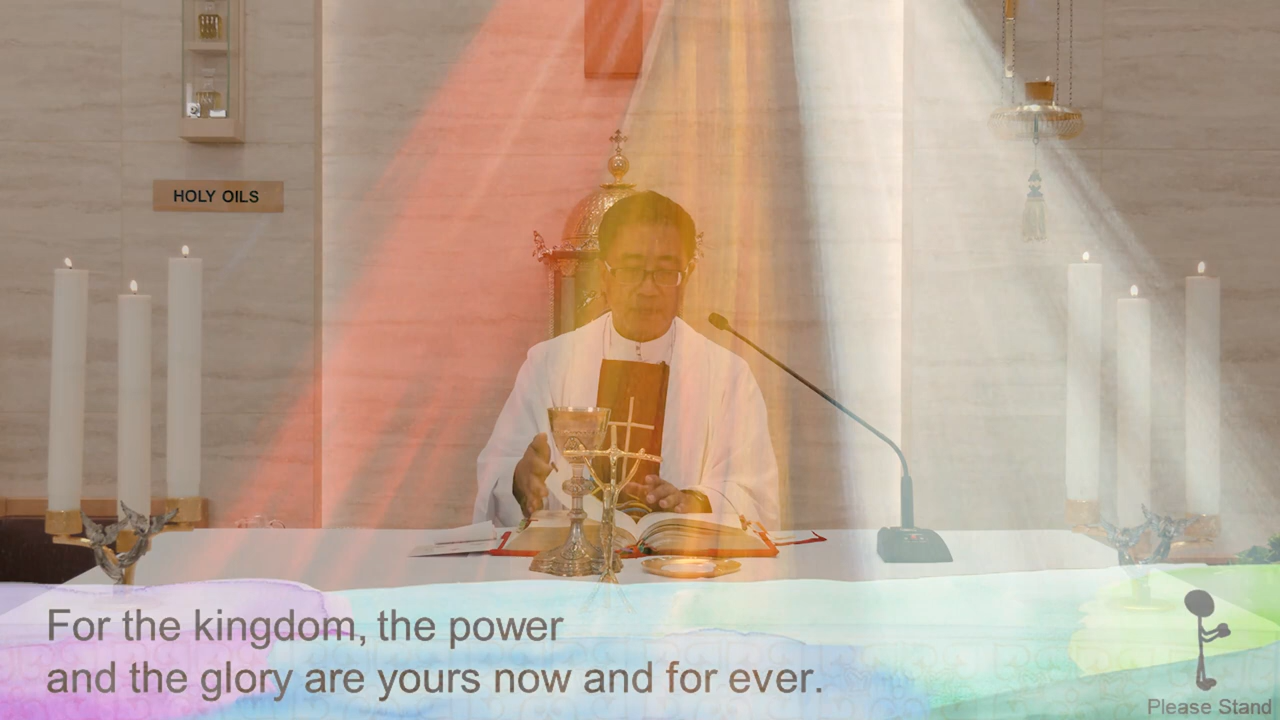 HOLY OILS
For the kingdom, the power
and the glory are yours now and for ever.
Please Stand